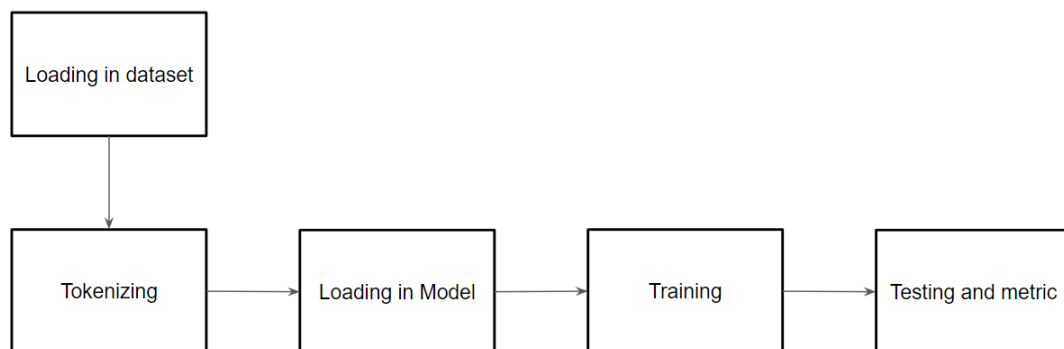 Loading in dataset
Tokenizing
Loading in Model
Training
Testing and metric